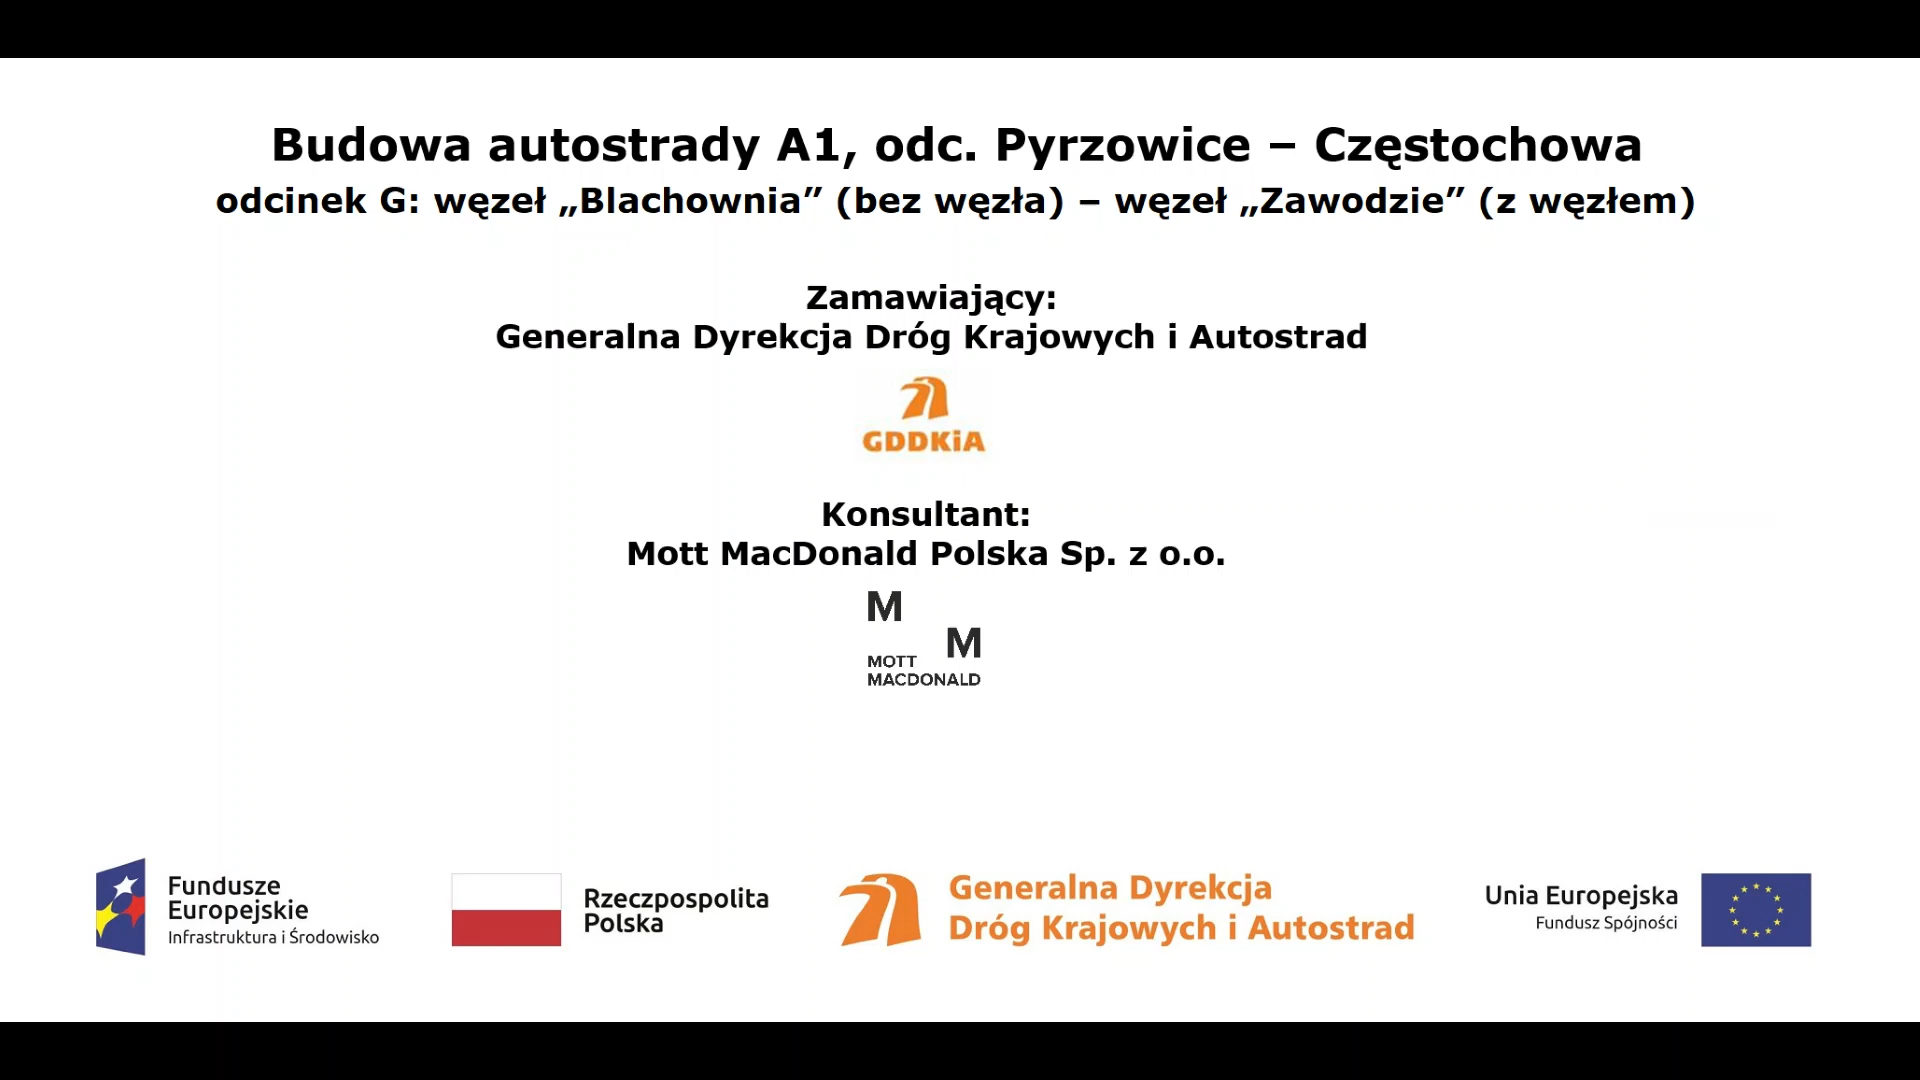 Budowa autostrady A1, odc. Pyrzowice – Częstochowa
odcinek G: węzeł „Blachownia” (bez węzła) – węzeł „Zawodzie” (z węzłem)
Zamawiający:
Generalna Dyrekcja Dróg Krajowych i Autostrad
GDDKiA
Konsultant:
Mott MacDonald Polska Sp. z o.o.
M
M
MOTT
MACDONALD
Fundusze
Europejskie
Infrastruktura i Środowisko
Rzeczpospolita
Polska
Generalna Dyrekcja
Dróg Krajowych i Autostrad
Unia Europejska
Fundusz Spójności